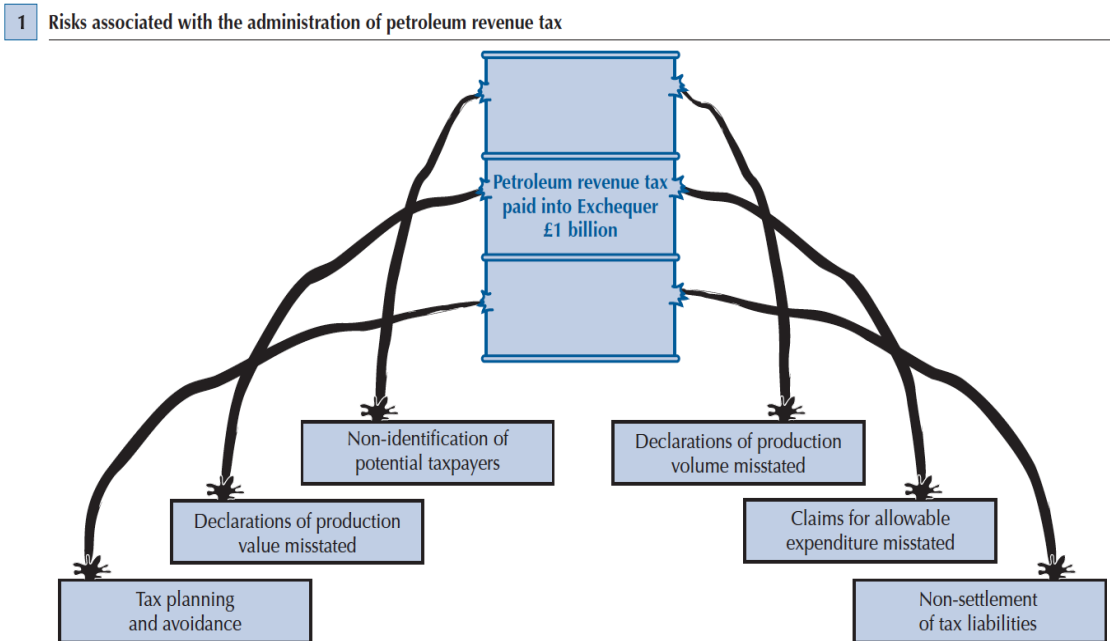 1 Risks associated with the administration of petroleum revenue tax
Petroleum revenue tax
paid into Exchequer
£1 billion
Non-identification of
potential taxpayers
Declarations of production
volume misstated
Declarations of production
value misstated
Claims for allowable
expenditure misstated
Tax planning
and avoidance
Non-settlement
of tax liabilities